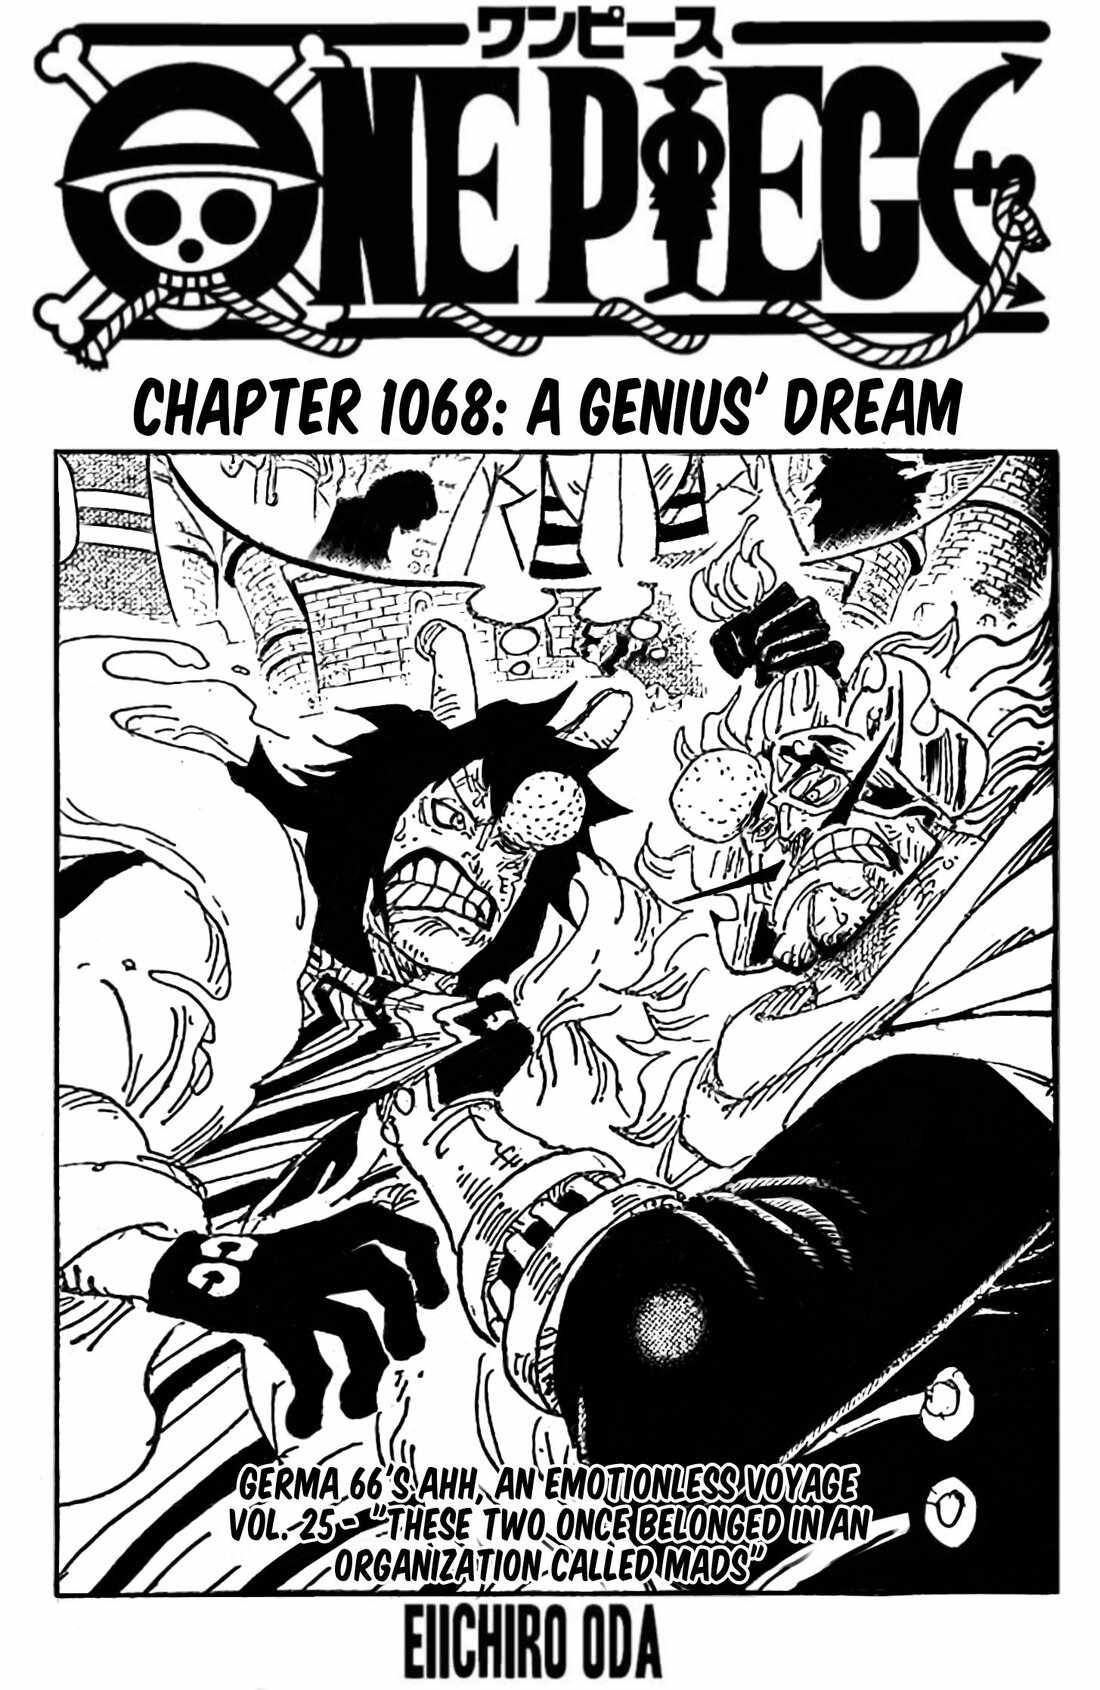 ワンピース
ONE PIECE
CHAPTER 1068: A GENIUS' DREAM
GERMA 66'S AHH, AN EMOTIONLESS VOYAGE
VOL. 25 - "THESE TWO ONCE BELONGED IN AN
ORGANIZATION CALLED MADS"
EIICHIRO ODA